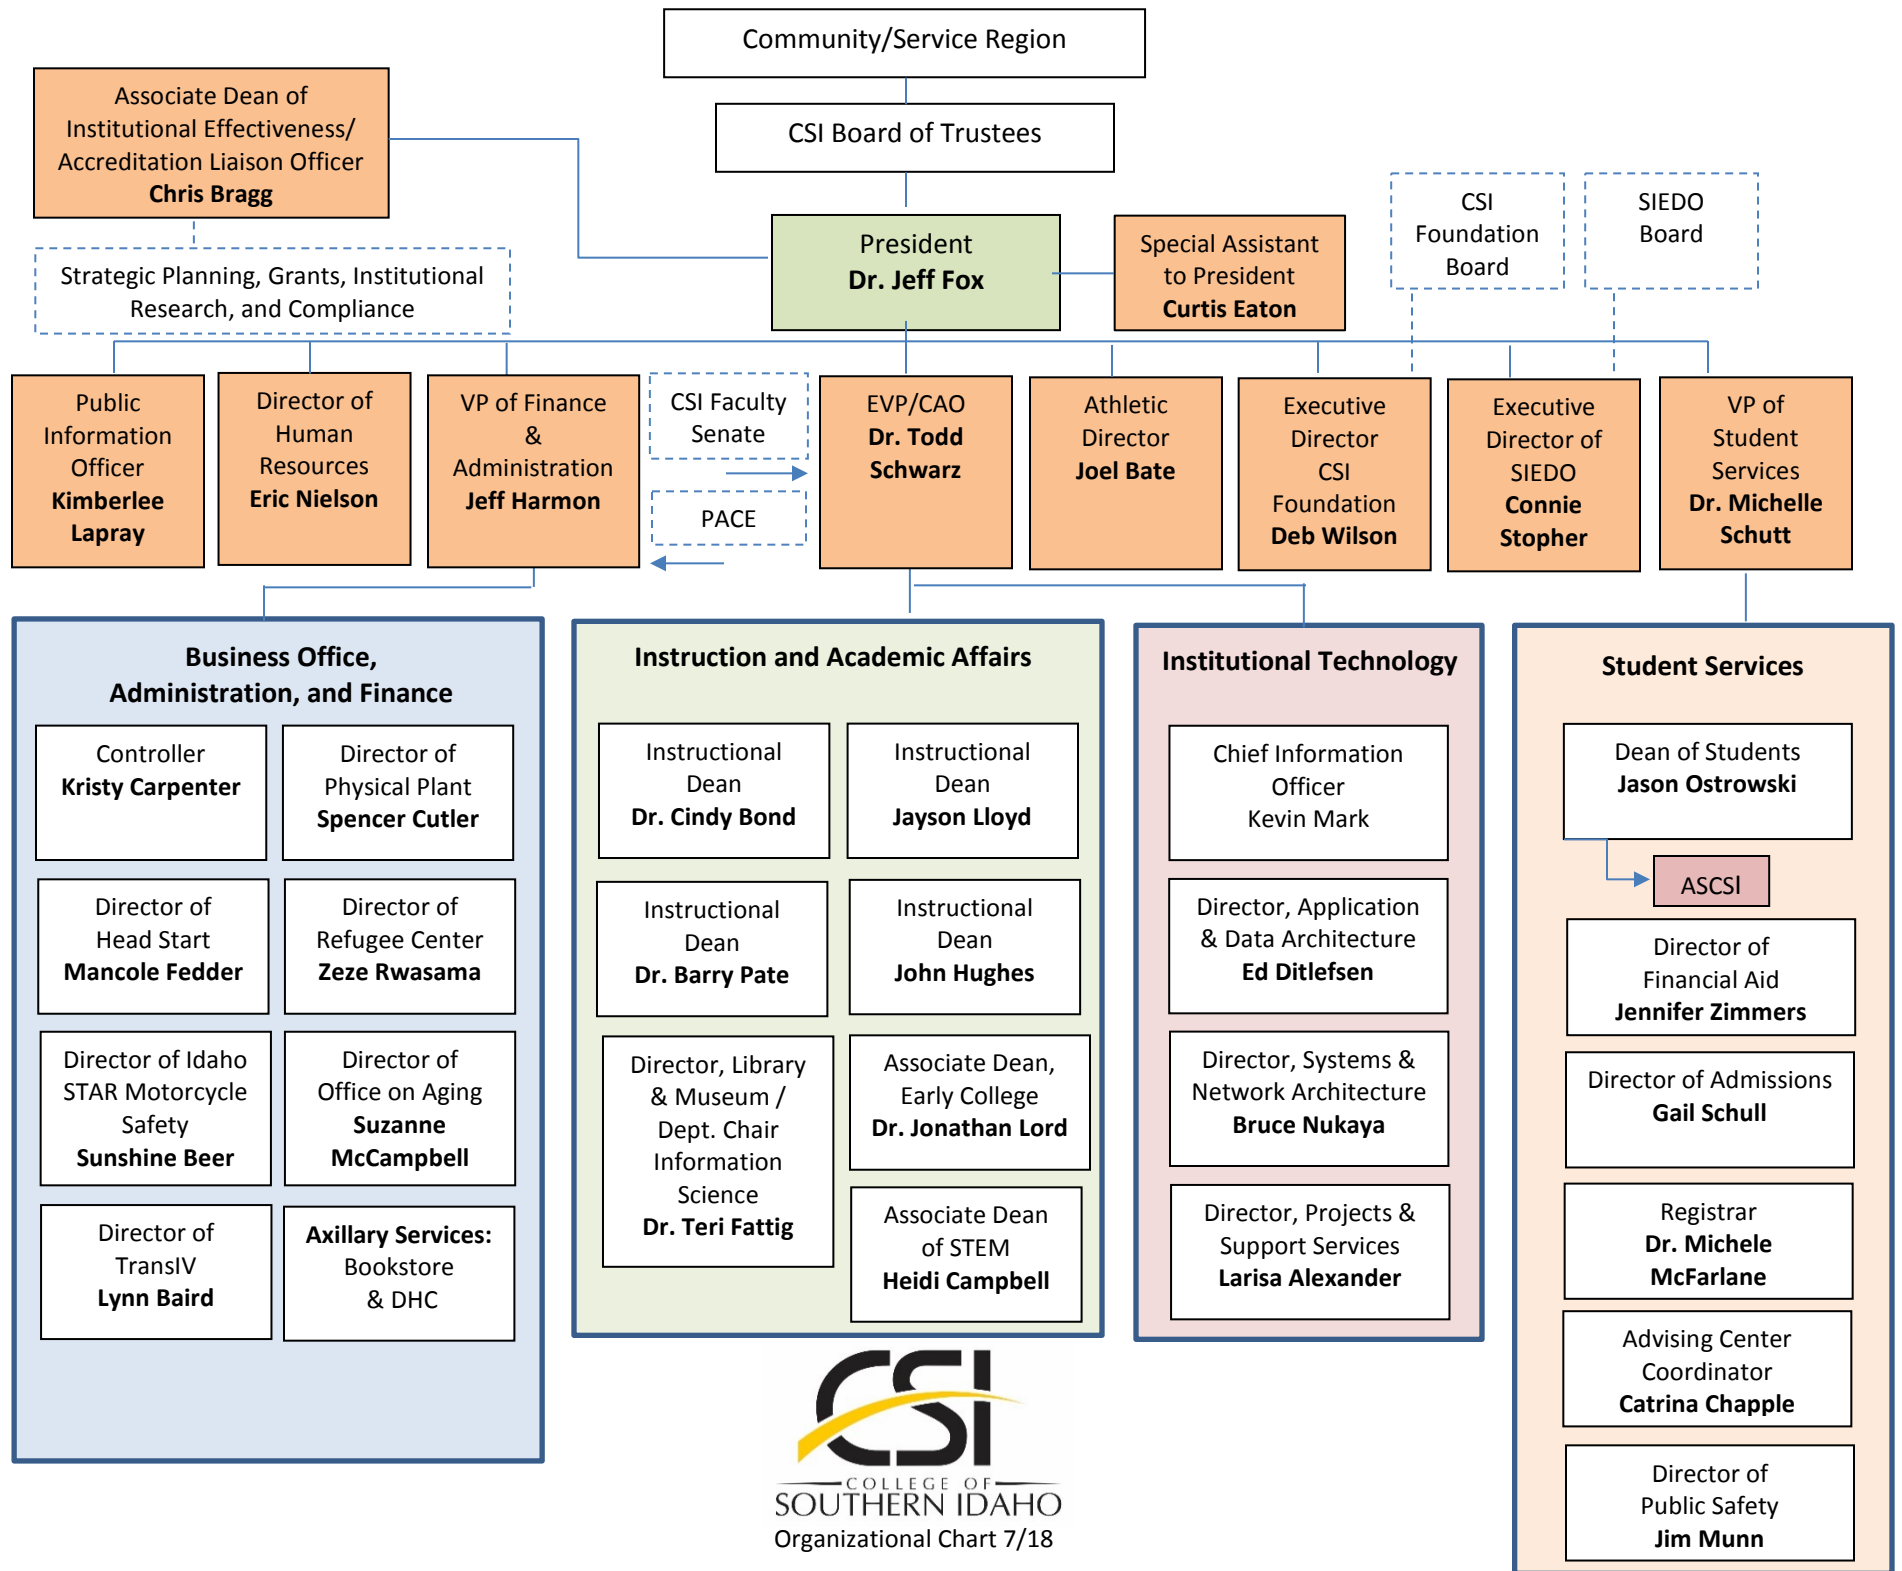 Community/Service Region
CSI Board of Trustees
Associate Dean of
Institutional Effectiveness/
Accreditation Liaison Officer
Chris Bragg
Strategic Planning, Grants, Institutional
Research, and Compliance
President
Dr. Jeff Fox
Special Assistant
to President
Curtis Eaton
CSI
Foundation
Board
SIEDO
Board
Public
Information
Officer
Kimberlee
Lapray
Director of
Human
Resources
Eric Nielson
VP of Finance
&
Administration
Jeff Harmon
CSI Faculty
Senate
PACE
EVP/CAO
Dr. Todd
Schwarz
Athletic
Director
Joel Bate
Executive
Director
CSI
Foundation
Deb Wilson
Executive
Director of
SIEDO
Connie
Stopher
VP of
Student
Services
Dr. Michelle
Schutt
Business Office,
Administration, and Finance
Controller
Kristy Carpenter
Director of
Physical Plant
Spencer Cutler
Director of
Head Start
Mancole Fedder
Director of
Refugee Center
Zeze Rwasama
Director of Idaho
STAR Motorcycle
Safety
Sunshine Beer
Director of
Office on Aging
Suzanne
McCampbell
Director of
TransIV
Lynn Baird
Axillary Services:
Bookstore
& DHC
Instruction and Academic Affairs
Instructional
Dean
Dr. Cindy Bond
Instructional
Dean
Jayson Lloyd
Instructional
Dean
Dr. Barry Pate
Instructional
Dean
John Hughes
Director, Library
& Museum /
Dept. Chair
Information
Science
Dr. Teri Fattig
Associate Dean,
Early College
Dr. Jonathan Lord
Associate Dean
of STEM
Heidi Campbell
Institutional Technology
Chief Information
Officer
Kevin Mark
Director, Application
& Data Architecture
Ed Ditlefsen
Director, Systems &
Network Architecture
Bruce Nukaya
Director, Projects &
Support Services
Larisa Alexander
Student Services
Dean of Students
Jason Ostrowski
ASCSI
Director of
Financial Aid
Jennifer Zimmers
Director of Admissions
Gail Schull
Registrar
Dr. Michele
McFarlane
Advising Center
Coordinator
Catrina Chapple
Director of
Public Safety
Jim Munn
CSI
COLLEGE OF
SOUTHERN IDAHO
Organizational Chart 7/18